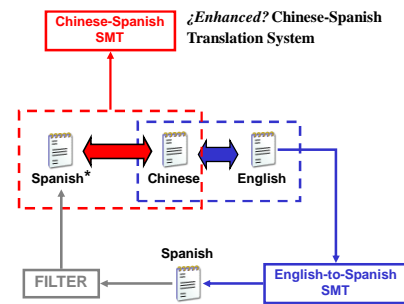 Chinese-Spanish
SMT
¿Enhanced? Chinese-Spanish
Translation System
Spanish*
Chinese
English
Spanish
FILTER
English-to-Spanish
SMT